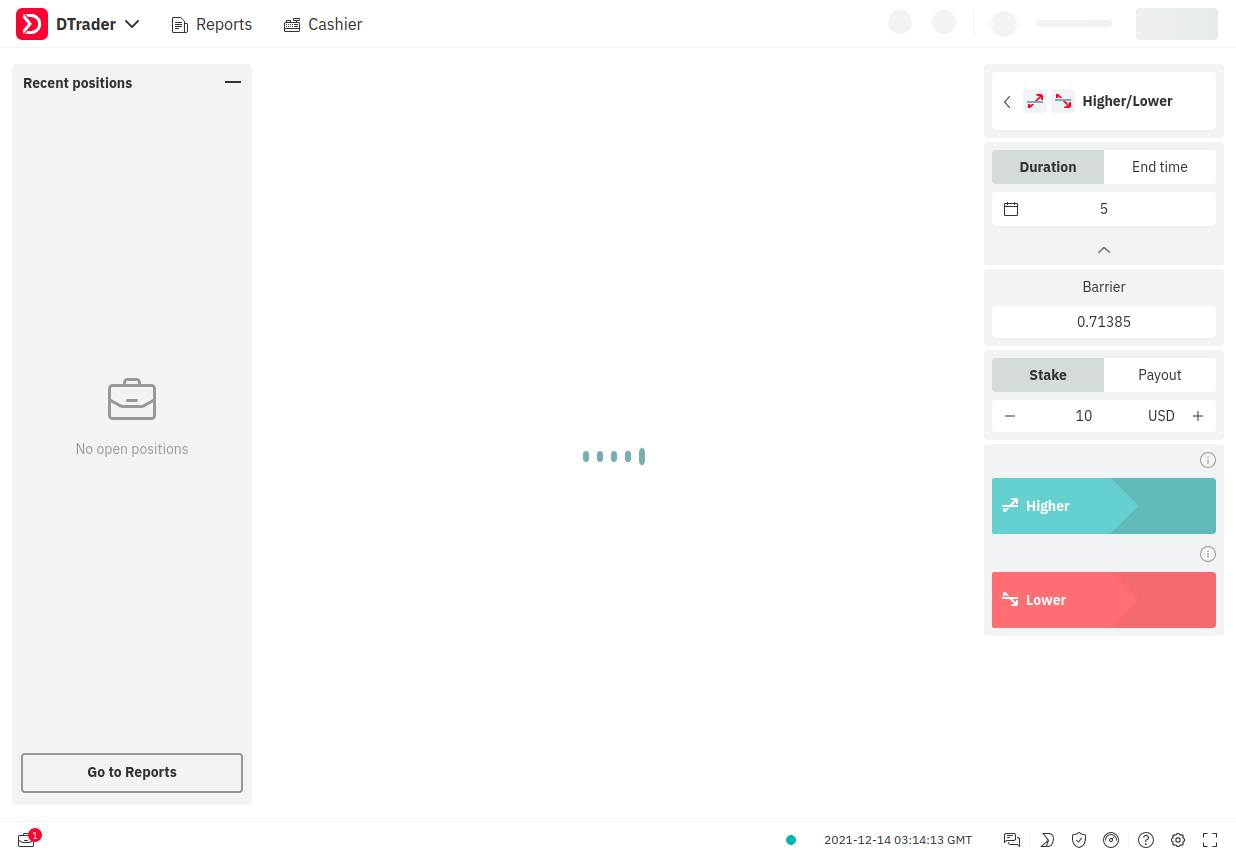 DTrader
Reports
Cashier
Recent positions
No open positions
Go to Reports
Higher/Lower
Duration
End time
5
Barrier
0.71385
Stake
Payout
10
USD
Higher
Lower
1
2021-12-14 03:14:13 GMT